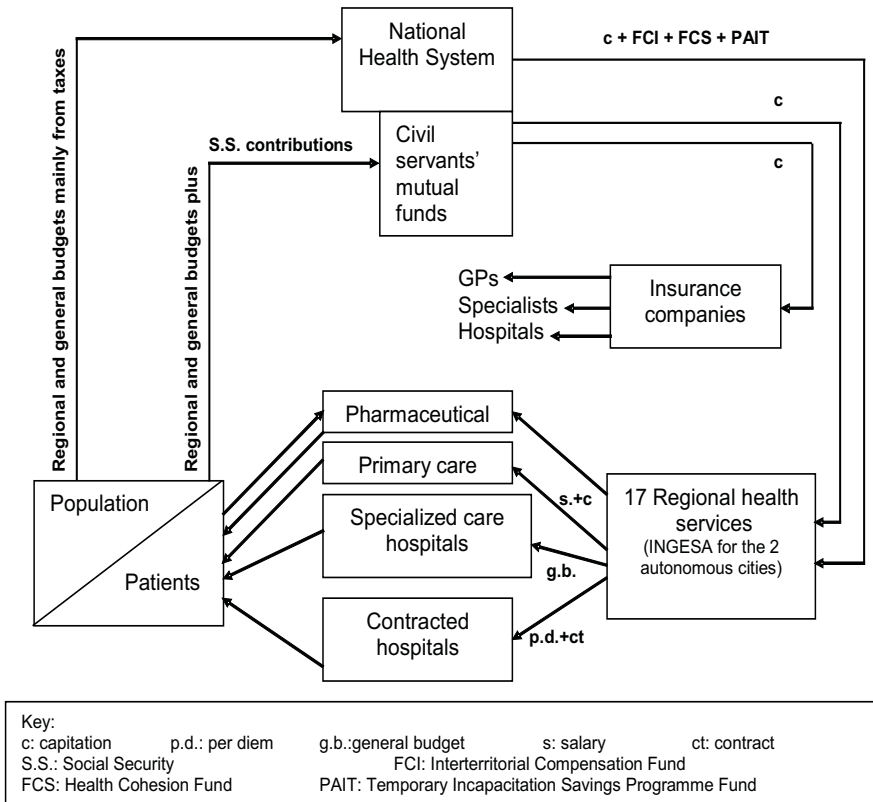 National
Health System
c + FCI + FCS + PAIT
c
Civil
servants'
mutual
funds
S.S. contributions
c
Regional and general budgets mainly from taxes
Regional and general budgets plus
GPs
Specialists
Hospitals
Insurance
companies
Pharmaceutical
Primary care
s.+c
Specialized care
hospitals
g.b.
Contracted
hospitals
p.d.+ct
17 Regional health
services
(INGESA for the 2
autonomous cities)
Population
Patients
Key:
c: capitation p.d.: per diem g.b.:general budget s: salary ct: contract
S.S.: Social Security FCI: Interterritorial Compensation Fund
FCS: Health Cohesion Fund PAIT: Temporary Incapacitation Savings Programme Fund